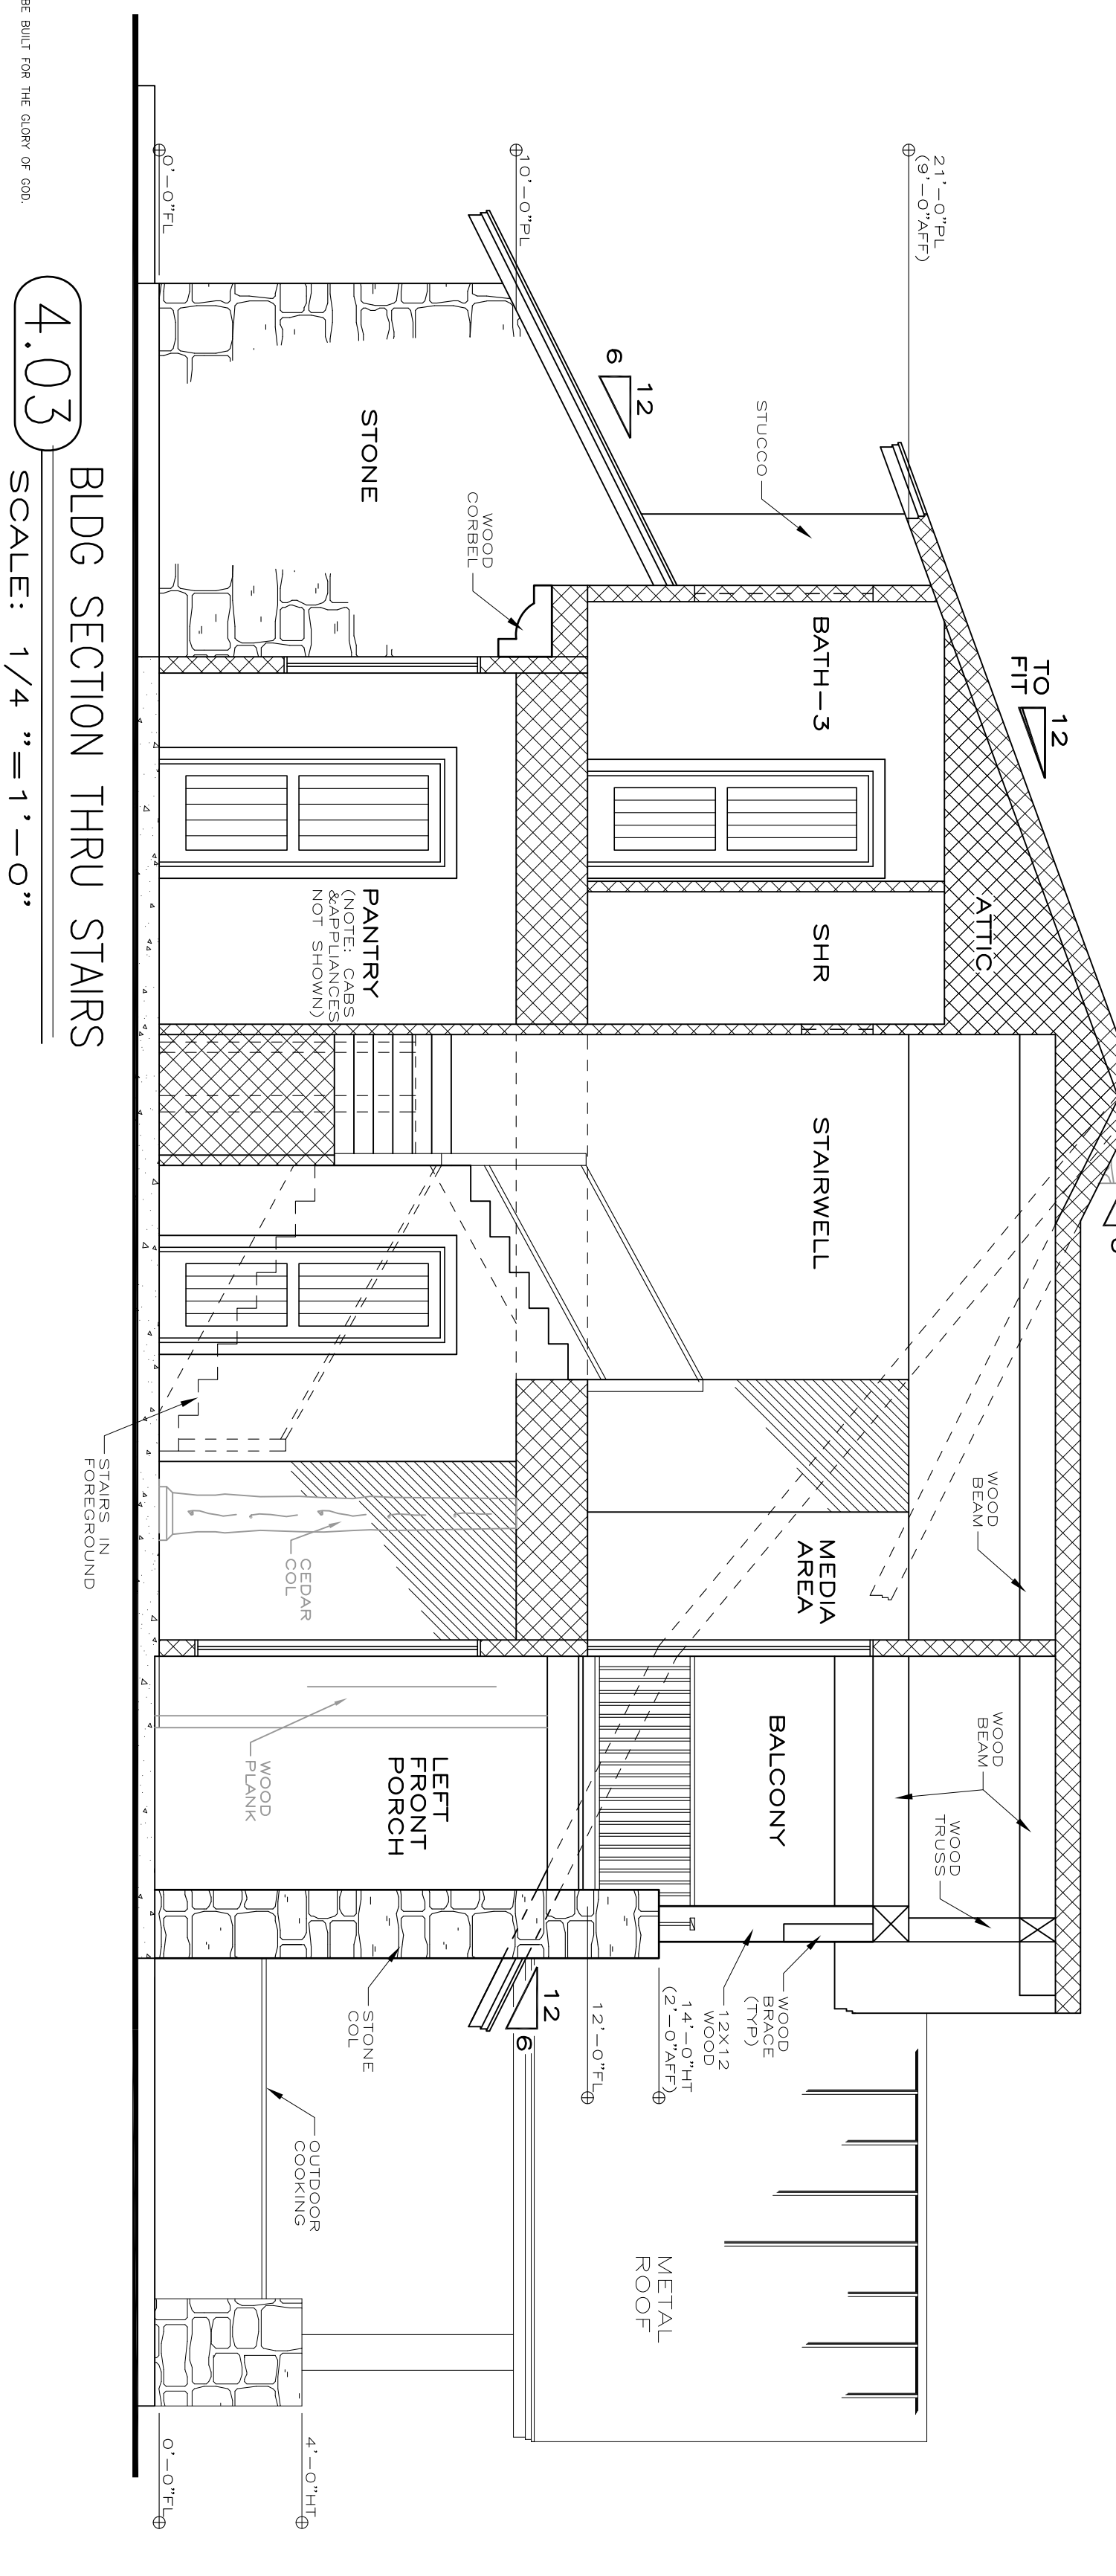 21'-0"PL
(9'-0"AFF)
10'-0"PL
0'-0"FL
6
12
STUCCO
STONE
WOOD
CORBEL
TO
FIT
12
BATH-3
SHR
ATTIC
PANTRY
(NOTE: CABS
&APPLIANCES
NOT SHOWN)
STAIRWELL
WOOD
BEAM
MEDIA
AREA
CEDAR
COL
STAIRS IN
FOREGROUND
WOOD
BEAM
WOOD
TRUSS
BALCONY
LEFT
FRONT
PORCH
WOOD
PLANK
WOOD
BRACE
(TYP)
12X12
WOOD
14'-0"HT
(2'-0"AFF)
12'-0"FL
12
6
STONE
COL
OUTDOOR
COOKING
METAL
ROOF
4'-0"HT
0'-0"FL
4.03
BLDG SECTION THRU STAIRS
SCALE: 1/4 "=1'-0"
BE BUILT FOR THE GLORY OF GOD.